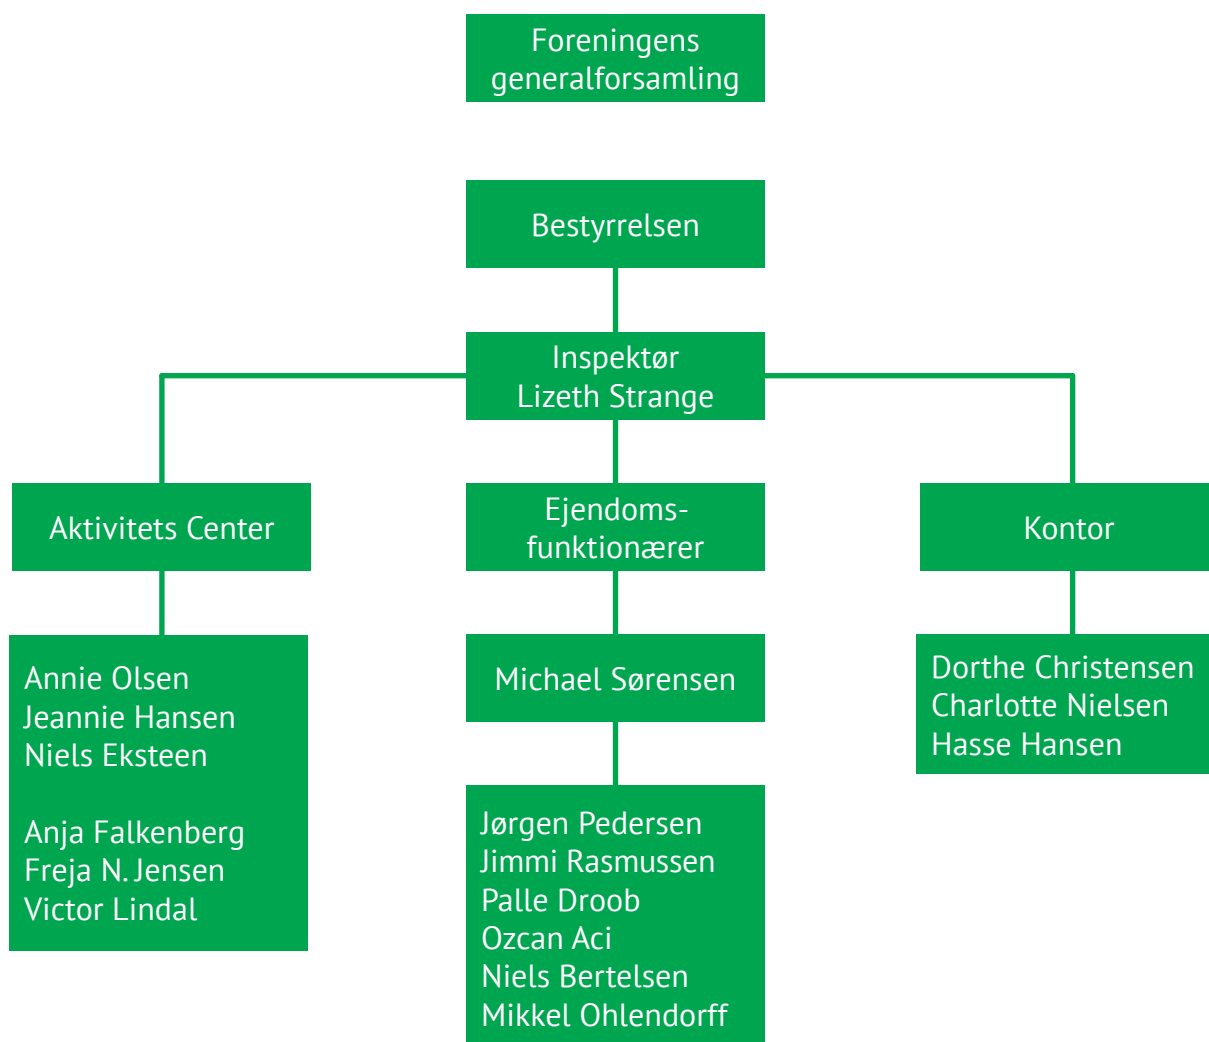 Foreningens
generalforsamling
Bestyrrelsen
Inspektør
Lizeth Strange
Aktivitets Center
Ejendoms-
funktionærer
Kontor
Annie Olsen
Jeannie Hansen
Niels Eksteen
Anja Falkenberg
Freja N. Jensen
Victor Lindal
Michael Sørensen
Jørgen Pedersen
Jimmi Rasmussen
Palle Droob
Ozcan Aci
Niels Bertelsen
Mikkel Ohlendorff
Dorthe Christensen
Charlotte Nielsen
Hasse Hansen